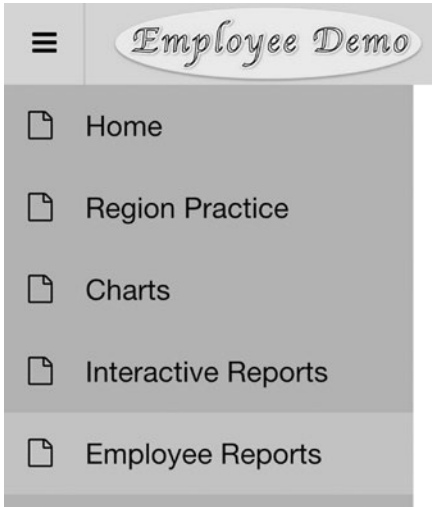 Employee Demo
Home
Region Practice
Charts
Interactive Reports
Employee Reports